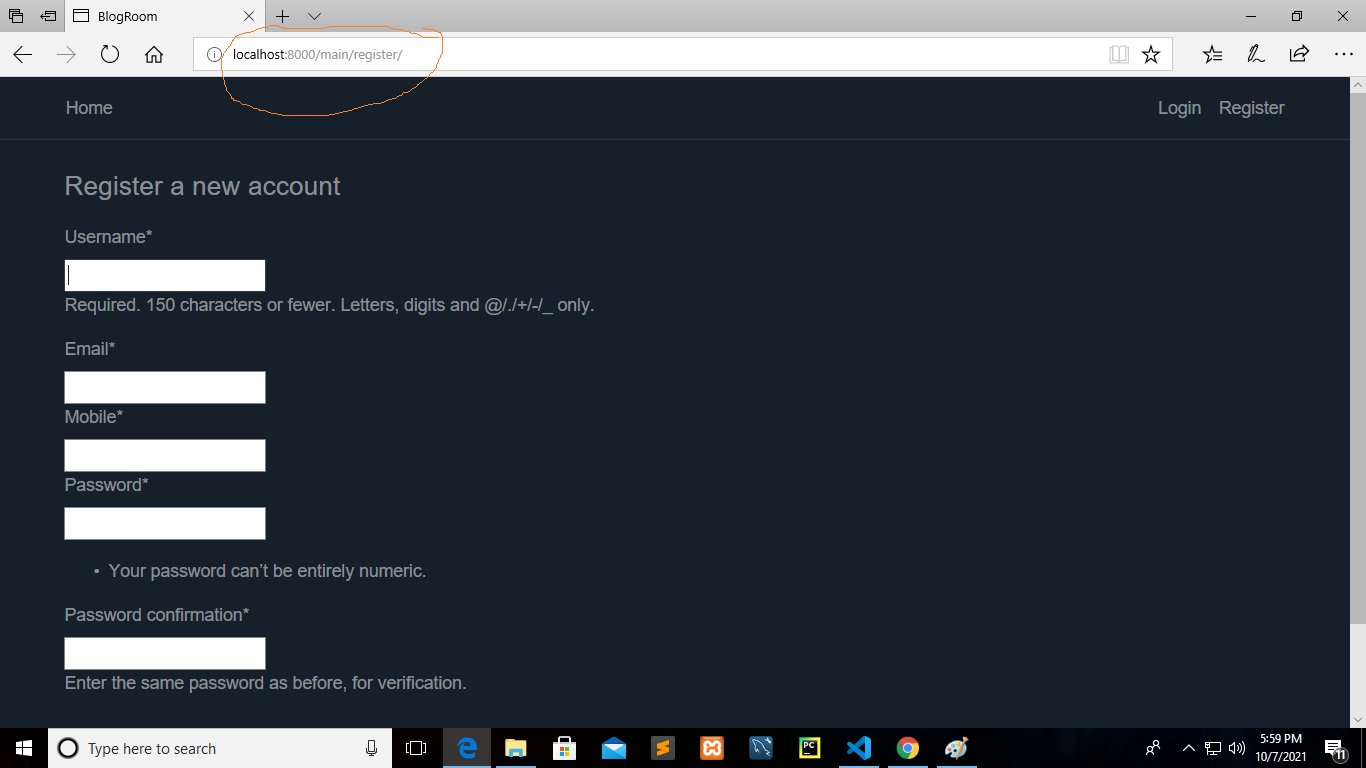 BlogRoom
localhost:8000/main/register/
Home
Login Register
Register a new account
Username*
Required. 150 characters or fewer. Letters, digits and @/./+/-/_ only.
Email*
Mobile*
Password*
• Your password can’t be entirely numeric.
Password confirmation*
Enter the same password as before, for verification.
Type here to search
PC
5:59 PM
10/7/2021
11